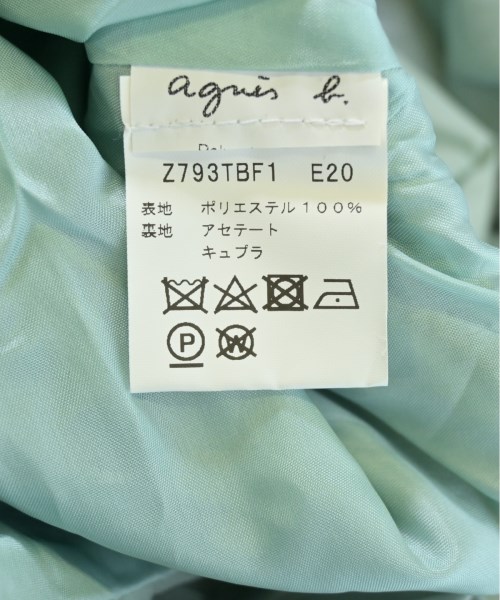 agnès b.
Z793TBF1 E20
表地 ポリエステル100%
裏地 アセテート
キュプラ
P
W